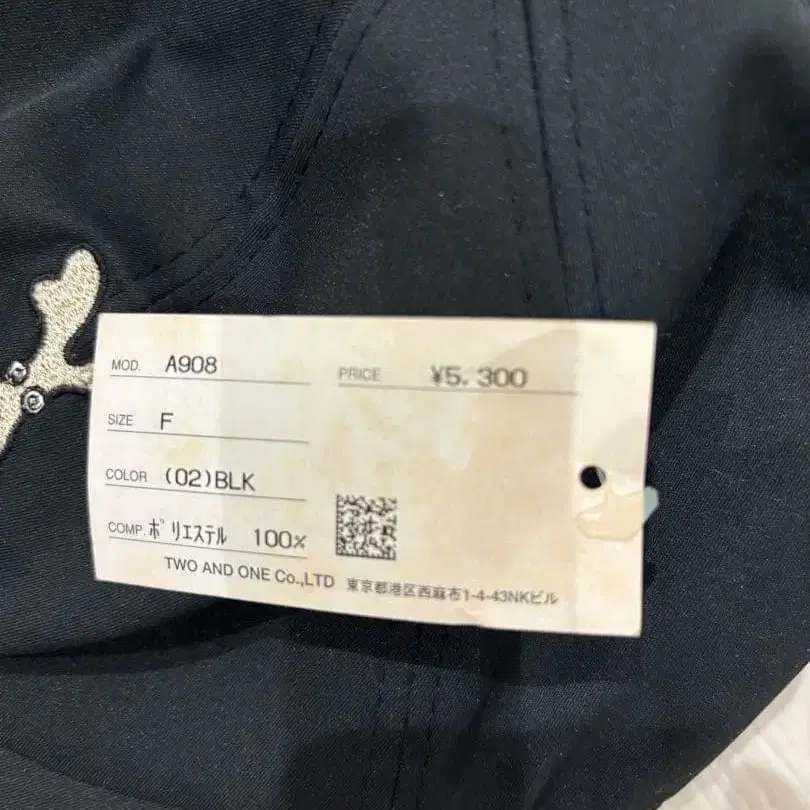 MOD. A908
PRICE ¥5,300
SIZE F
COLOR (02)BLK
COMP. ポリエステル 100%
TWO AND ONE Co.,LTD 東京都港区西麻布1-4-43NKビル